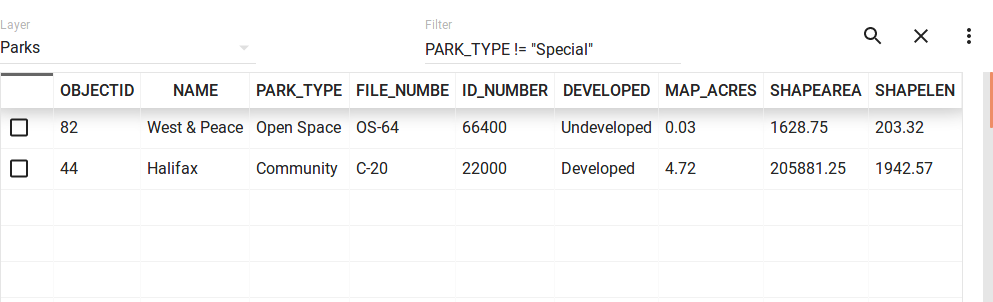 Layer Filter
Parks PARK_TYPE != "Special"
OBJECTID NAME PARK_TYPE FILE_NUMBE ID_NUMBER DEVELOPED MAP_ACRES SHAPEAREA SHAPELEN
82 West & Peace Open Space OS-64 66400 Undeveloped 0.03 1628.75 203.32
44 Halifax Community C-20 22000 Developed 4.72 205881.25 1942.57